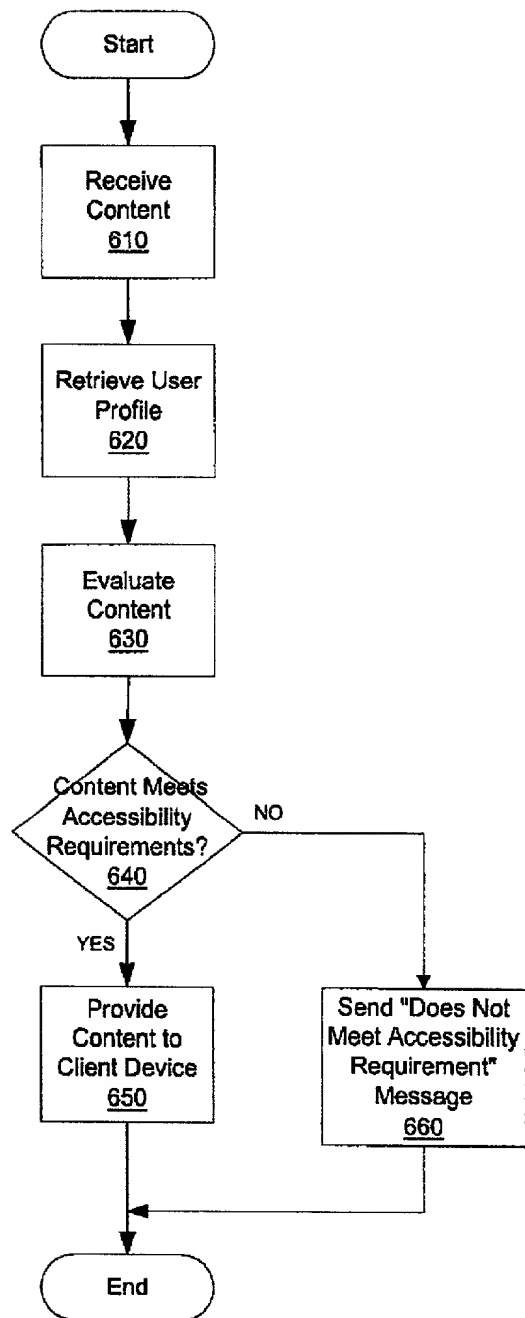 Start
Receive
Content
610
Retrieve User
Profile
620
Evaluate
Content
630
Content Meets
Accessibility
Requirements?
640
NO
YES
Provide
Content to
Client Device
650
Send "Does Not
Meet Accessibility
Requirement"
Message
660
End